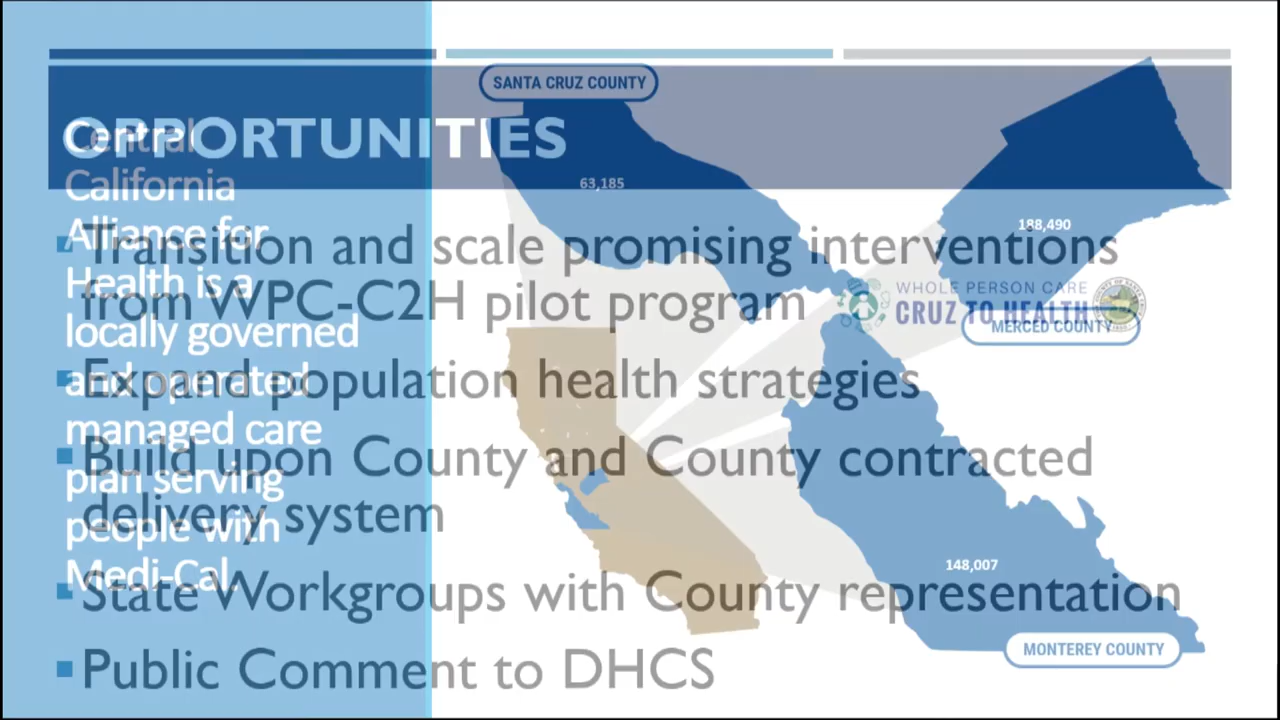 OPPORTUNITIES
Transition and scale promising interventions
from WPC-C2H pilot program
Expand population health strategies
Build upon County and County contracted
delivery system
State Workgroups with County representation
Public Comment to DHCS
WHOLE PERSON CARE
CRUZ TO HEALTH
Central
California
Alliance for
Health is a
locally governed
and operated
managed care
plan serving
people with
Medi-Cal.
SANTA CRUZ COUNTY
63,185
188,490
MERCED COUNTY
148,007
MONTEREY COUNTY